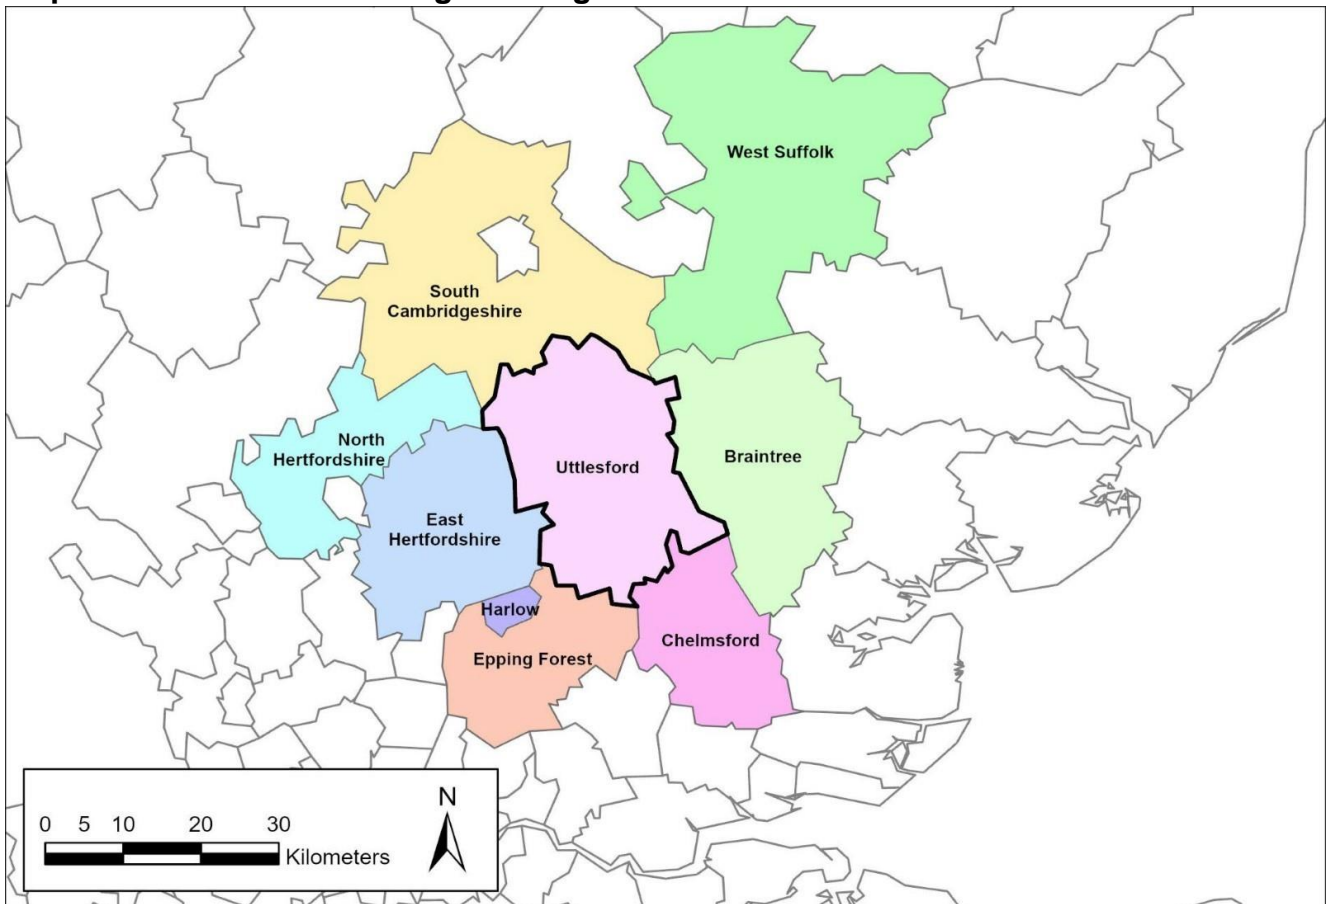 West Suffolk
South
Cambridgeshire
North
Hertfordshire
Uttlesford
Braintree
East
Hertfordshire
Harlow
Chelmsford
Epping Forest
N
0 5 10 20 30
Kilometers